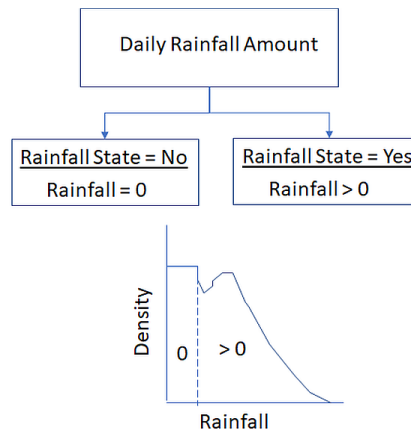 Daily Rainfall Amount
Rainfall State = No
Rainfall = 0
Rainfall State = Yes
Rainfall > 0
Density
0
> 0
Rainfall